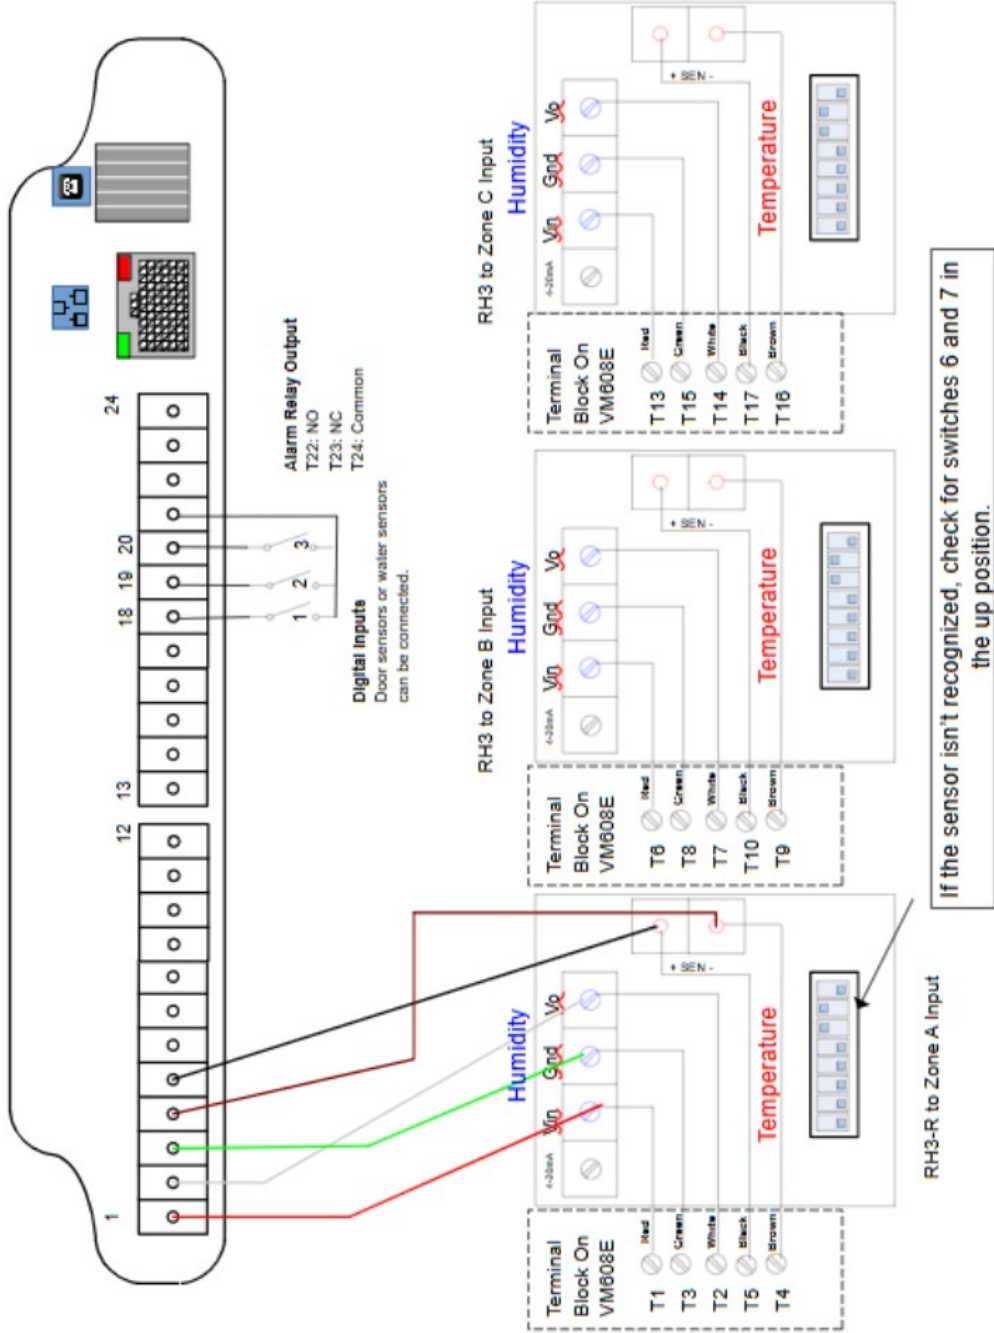 1
12
13
18
19
20
24
1
2
3
Digital Inputs
Door sensors or water sensors
can be connected.
Alarm Relay Output
T22: NO
T23: NC
T24: Common
Terminal
Block On
VM608E
T1 Red
T3 Green
T2 White
T5 Black
T4 Brown
4-20mA
Vin
Gnd
Vo
Humidity
+ SEN -
Temperature
RH3-R to Zone A Input
RH3 to Zone B Input
Terminal
Block On
VM608E
T6 Red
T8 Green
T7 White
T10 Black
T9 Brown
4-20mA
Vin
Gnd
Vo
Humidity
+ SEN -
Temperature
RH3 to Zone C Input
Terminal
Block On
VM608E
T13 Red
T15 Green
T14 White
T17 Black
T16 Brown
4-20mA
Vin
Gnd
Vo
Humidity
+ SEN -
Temperature
If the sensor isn't recognized, check for switches 6 and 7 in
the up position.